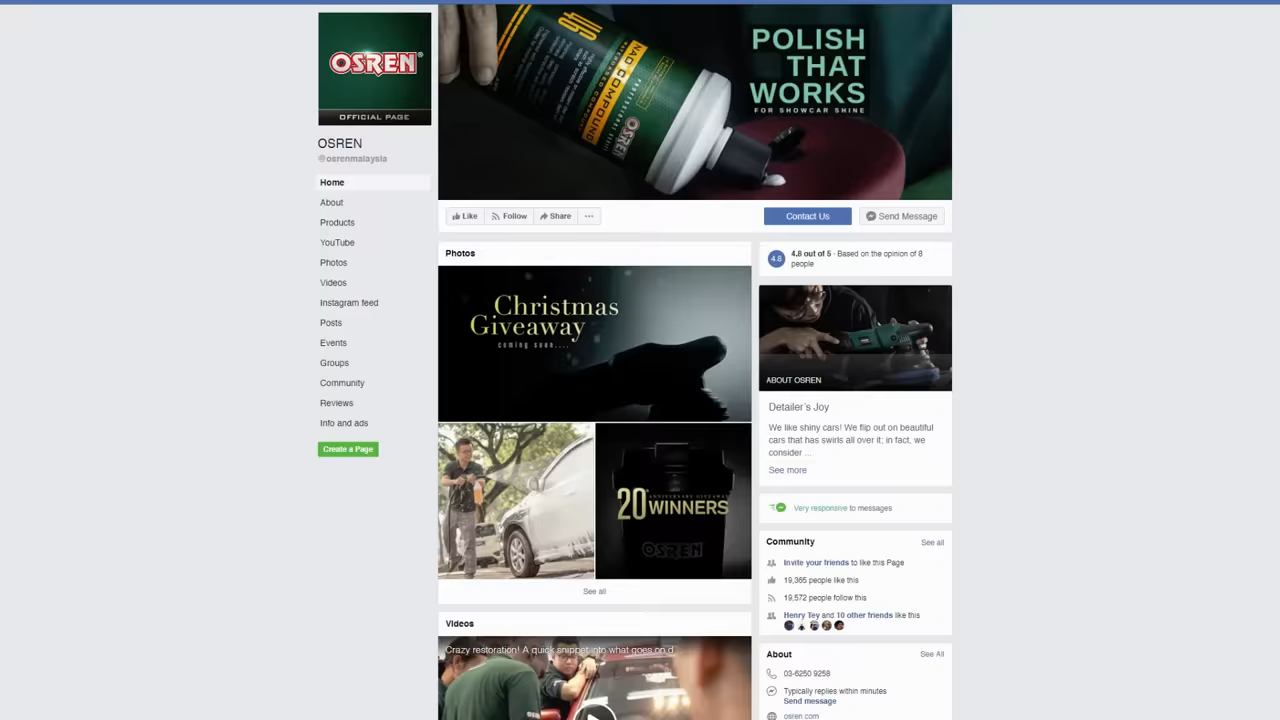 OSREN®
OFFICIAL PAGE
OSREN
@osrenmalaysia
Home
About
Products
YouTube
Photos
Videos
Instagram feed
Posts
Events
Groups
Community
Reviews
Info and ads
Create a Page
NAO COMPOUND
OSREN
POLISH
THAT
WORKS
FOR SHOWCAR SHINE
Like
Follow
Share
Contact Us
Send Message
Photos
Christmas
Giveaway
coming soon....
20 ANNIVERSARY GIVEAWAY
WINNERS
OSREN
See all
Videos
Crazy restoration! A quick snippet into what goes on d
4.8
4.8 out of 5 · Based on the opinion of 8
people
ABOUT OSREN
Detailer's Joy
We like shiny cars! We flip out on beautiful
cars that has swirls all over it; in fact, we
consider ...
See more
Very responsive to messages
Community
See all
Invite your friends to like this Page
19,365 people like this
19,572 people follow this
Henry Tey and 10 other friends like this
About
See All
03-6250 9258
Typically replies within minutes
Send message
osren.com